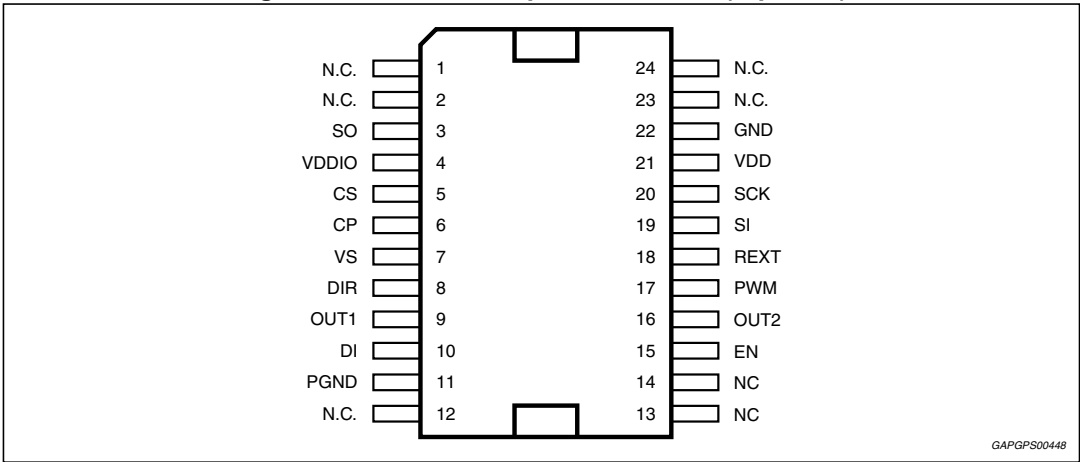 N.C. 1 24 N.C.
N.C. 2 23 N.C.
SO 3 22 GND
VDDIO 4 21 VDD
CS 5 20 SCK
CP 6 19 SI
VS 7 18 REXT
DIR 8 17 PWM
OUT1 9 16 OUT2
DI 10 15 EN
PGND 11 14 NC
N.C. 12 13 NC
GAPGPS00448